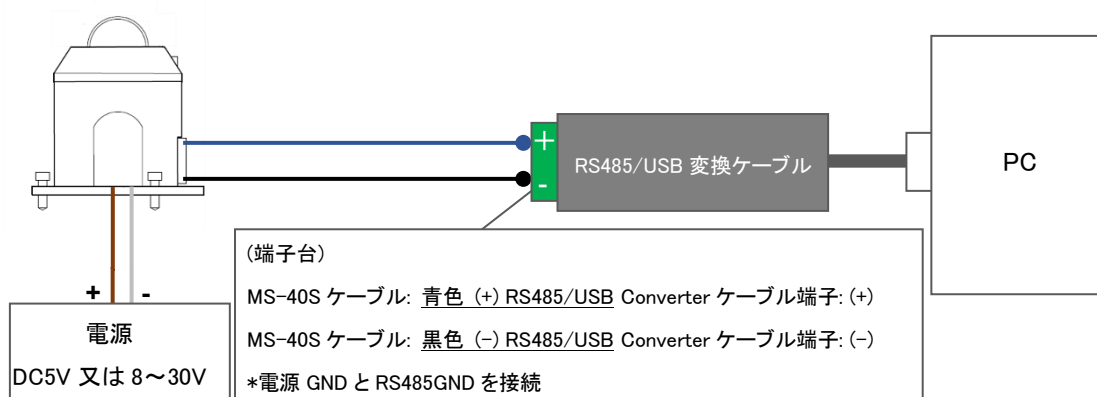 +
-
RS485/USB 変換ケーブル
PC
+ -
電源
DC5V 又は 8～30V
(端子台)
MS-40S ケーブル: 青色 (+) RS485/USB Converter ケーブル端子: (+)
MS-40S ケーブル: 黒色 (-) RS485/USB Converter ケーブル端子: (-)
*電源 GND と RS485GND を接続